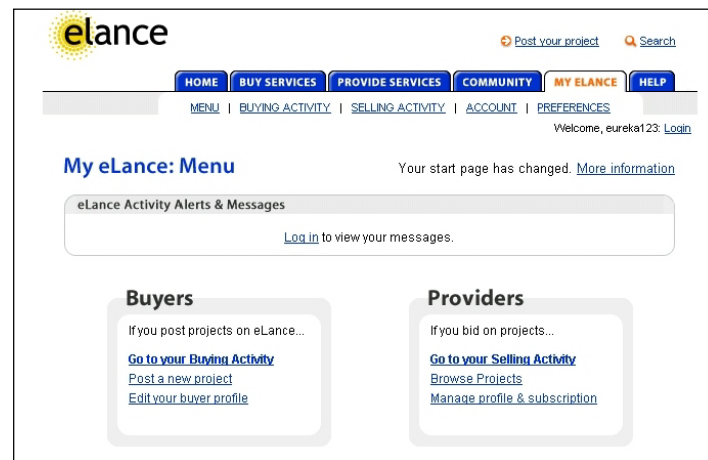 elance
Post your project Search
HOME BUY SERVICES PROVIDE SERVICES COMMUNITY MY ELANCE HELP
MENU | BUYING ACTIVITY | SELLING ACTIVITY | ACCOUNT | PREFERENCES
Welcome, eureka123: Login
My eLance: Menu
Your start page has changed. More information
eLance Activity Alerts & Messages
Log in to view your messages.
Buyers
If you post projects on eLance...
Go to your Buying Activity
Post a new project
Edit your buyer profile
Providers
If you bid on projects...
Go to your Selling Activity
Browse Projects
Manage profile & subscription